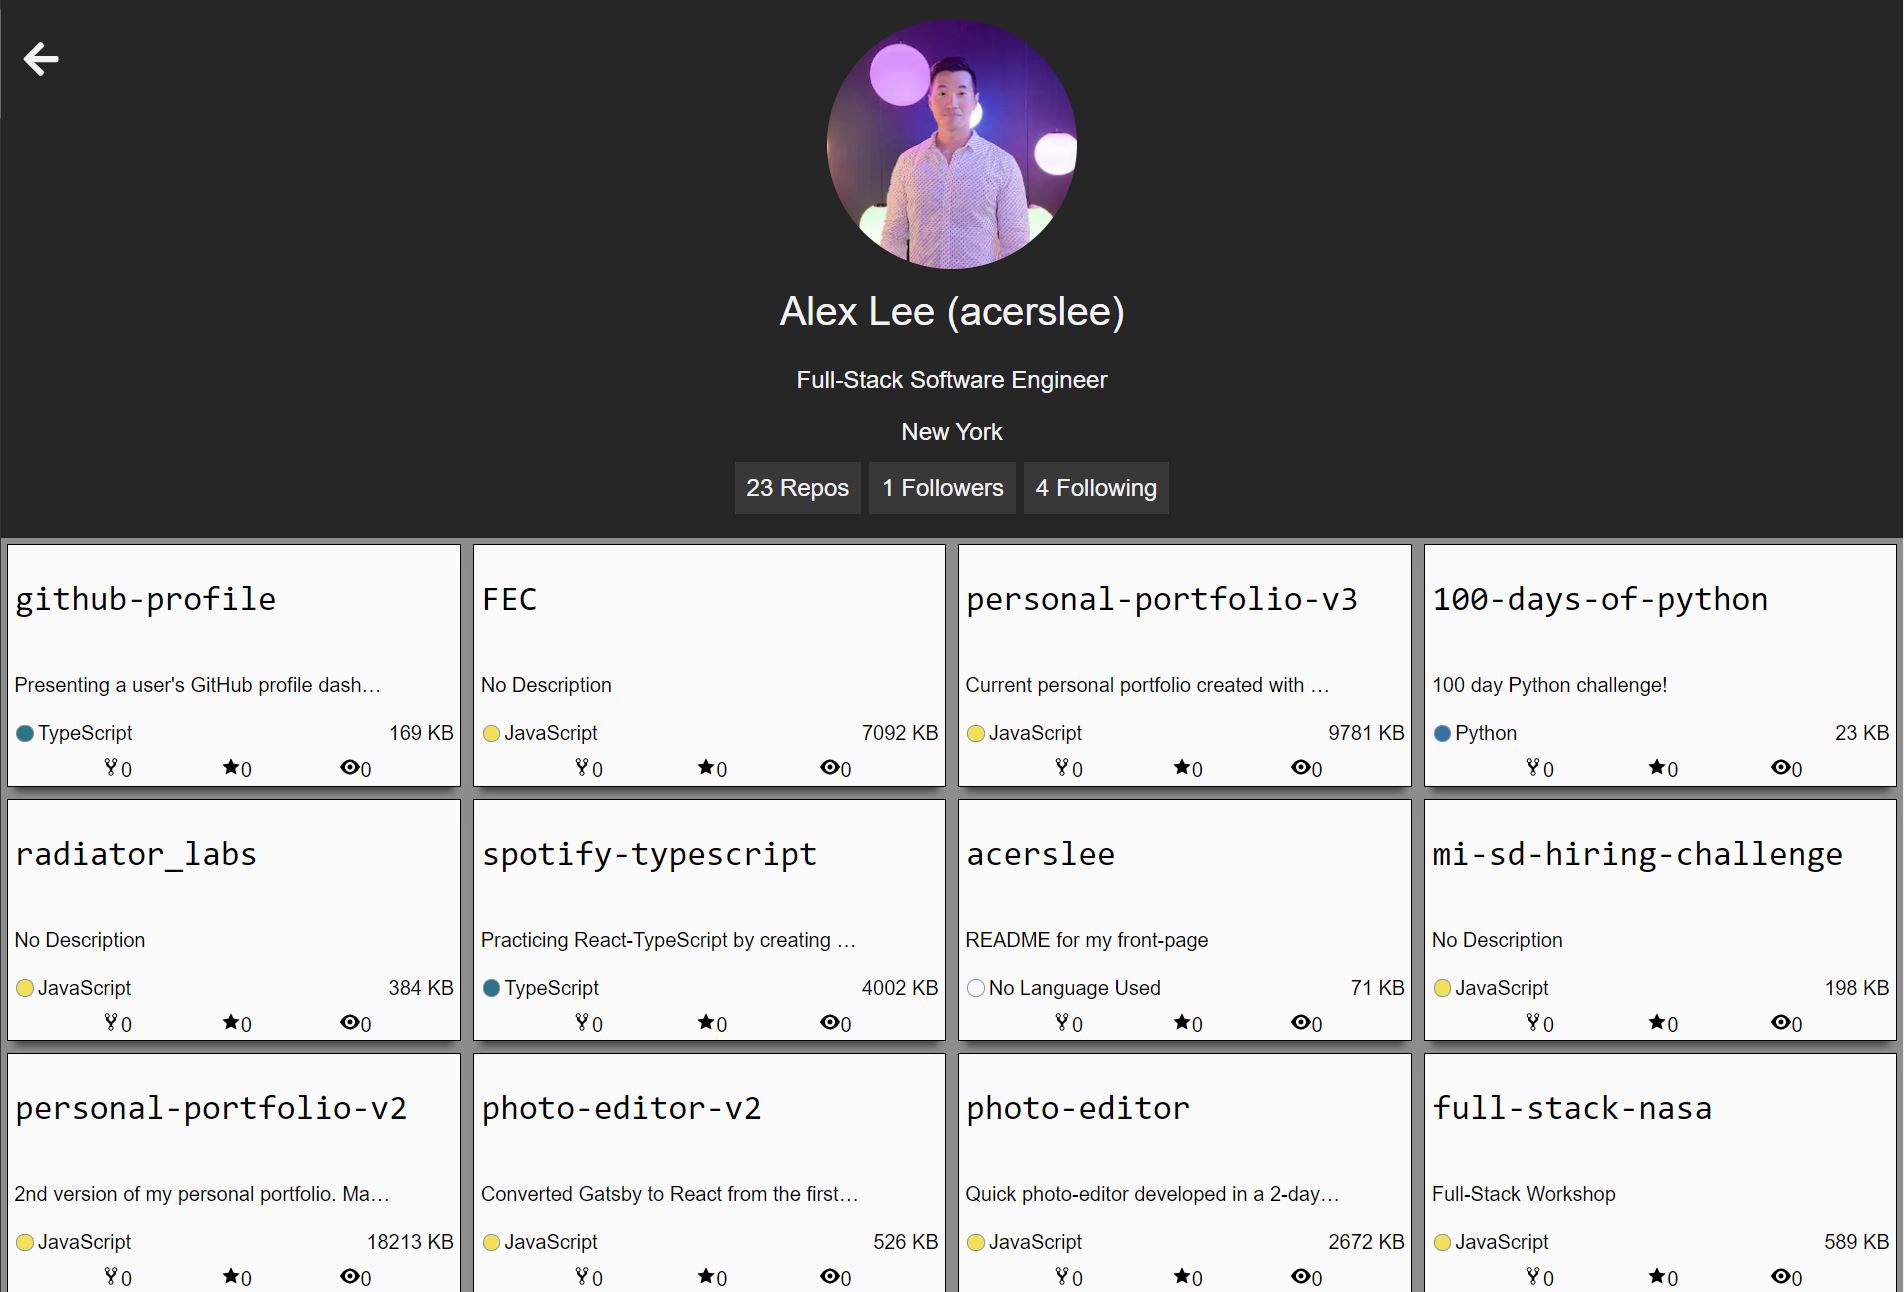 Alex Lee (acerslee)
Full-Stack Software Engineer
New York
23 Repos
1 Followers
4 Following
github-profile
Presenting a user's GitHub profile dash…
TypeScript 169 KB
0 0 0
FEC
No Description
JavaScript 7092 KB
0 0 0
personal-portfolio-v3
Current personal portfolio created with …
JavaScript 9781 KB
0 0 0
100-days-of-python
100 day Python challenge!
Python 23 KB
0 0 0
radiator_labs
No Description
JavaScript 384 KB
0 0 0
spotify-typescript
Practicing React-TypeScript by creating …
TypeScript 4002 KB
0 0 0
acerslee
README for my front-page
No Language Used 71 KB
0 0 0
mi-sd-hiring-challenge
No Description
JavaScript 198 KB
0 0 0
personal-portfolio-v2
2nd version of my personal portfolio. Ma…
JavaScript 18213 KB
0 0 0
photo-editor-v2
Converted Gatsby to React from the first…
JavaScript 526 KB
0 0 0
photo-editor
Quick photo-editor developed in a 2-day…
JavaScript 2672 KB
0 0 0
full-stack-nasa
Full-Stack Workshop
JavaScript 589 KB
0 0 0